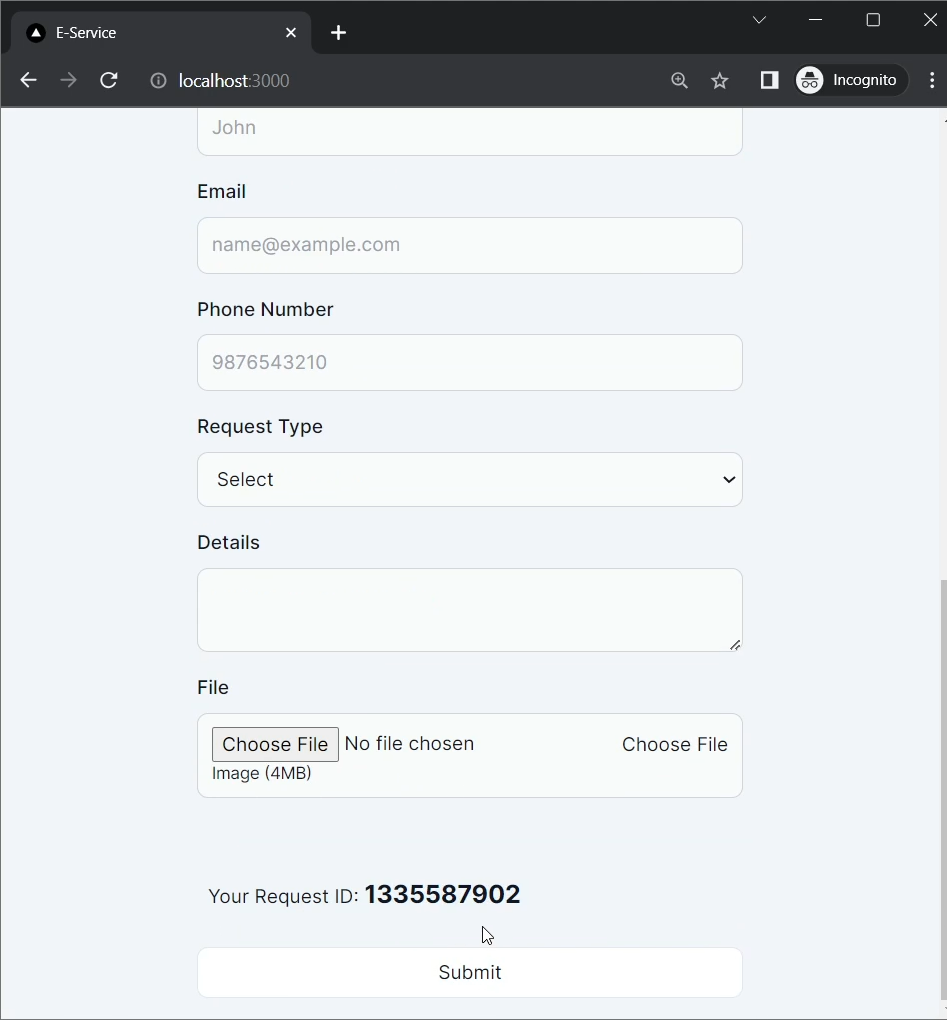 E-Service
localhost:3000
Incognito
John
Email
name@example.com
Phone Number
9876543210
Request Type
Select
Details
File
Choose File No file chosen Choose File
Image (4MB)
Your Request ID: 1335587902
Submit